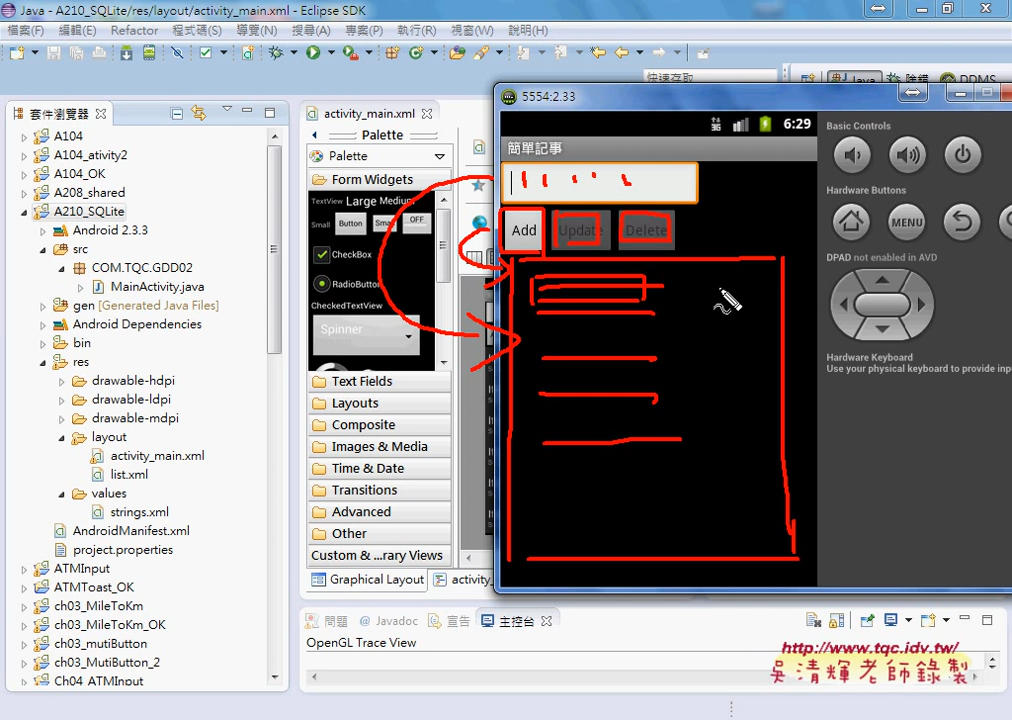 Java - A210_SQLite/res/layout/activity_main.xml - Eclipse SDK
檔案(F) 編輯(E) Refactor 程式碼(S) 導覽(N) 搜尋(A) 專案(P) 執行(R) 視窗(W) 說明(H)
快速存取
Java 除錯 DDMS
套件瀏覽器
A104
A104_ativity2
A104_OK
A208_shared
A210_SQLite
Android 2.3.3
src
COM.TQC.GDD02
MainActivity.java
gen [Generated Java Files]
Android Dependencies
bin
res
drawable-hdpi
drawable-ldpi
drawable-mdpi
layout
activity_main.xml
list.xml
values
strings.xml
AndroidManifest.xml
project.properties
ATMInput
ATMToast_OK
ch03_MileToKm
ch03_MileToKm_OK
ch03_mutiButton
ch03_MutiButton_2
Ch04_ATMInput
activity_main.xml
Palette
Palette
Form Widgets
TextView Large Medium
Small Button Small OFF
CheckBox
RadioButton
CheckedTextView
Spinner
Text Fields
Layouts
Composite
Images & Media
Time & Date
Transitions
Advanced
Other
Custom & ...rary Views
Graphical Layout
5554:2.33
6:29
簡單記事
Add Update Delete
Basic Controls
Hardware Buttons
MENU
DPAD not enabled in AVD
Hardware Keyboard
Use your physical keyboard to provide
問題 @ Javadoc 宣告 主控台
OpenGL Trace View
http://www.tqc.idv.tw/
吳清輝老師錄製